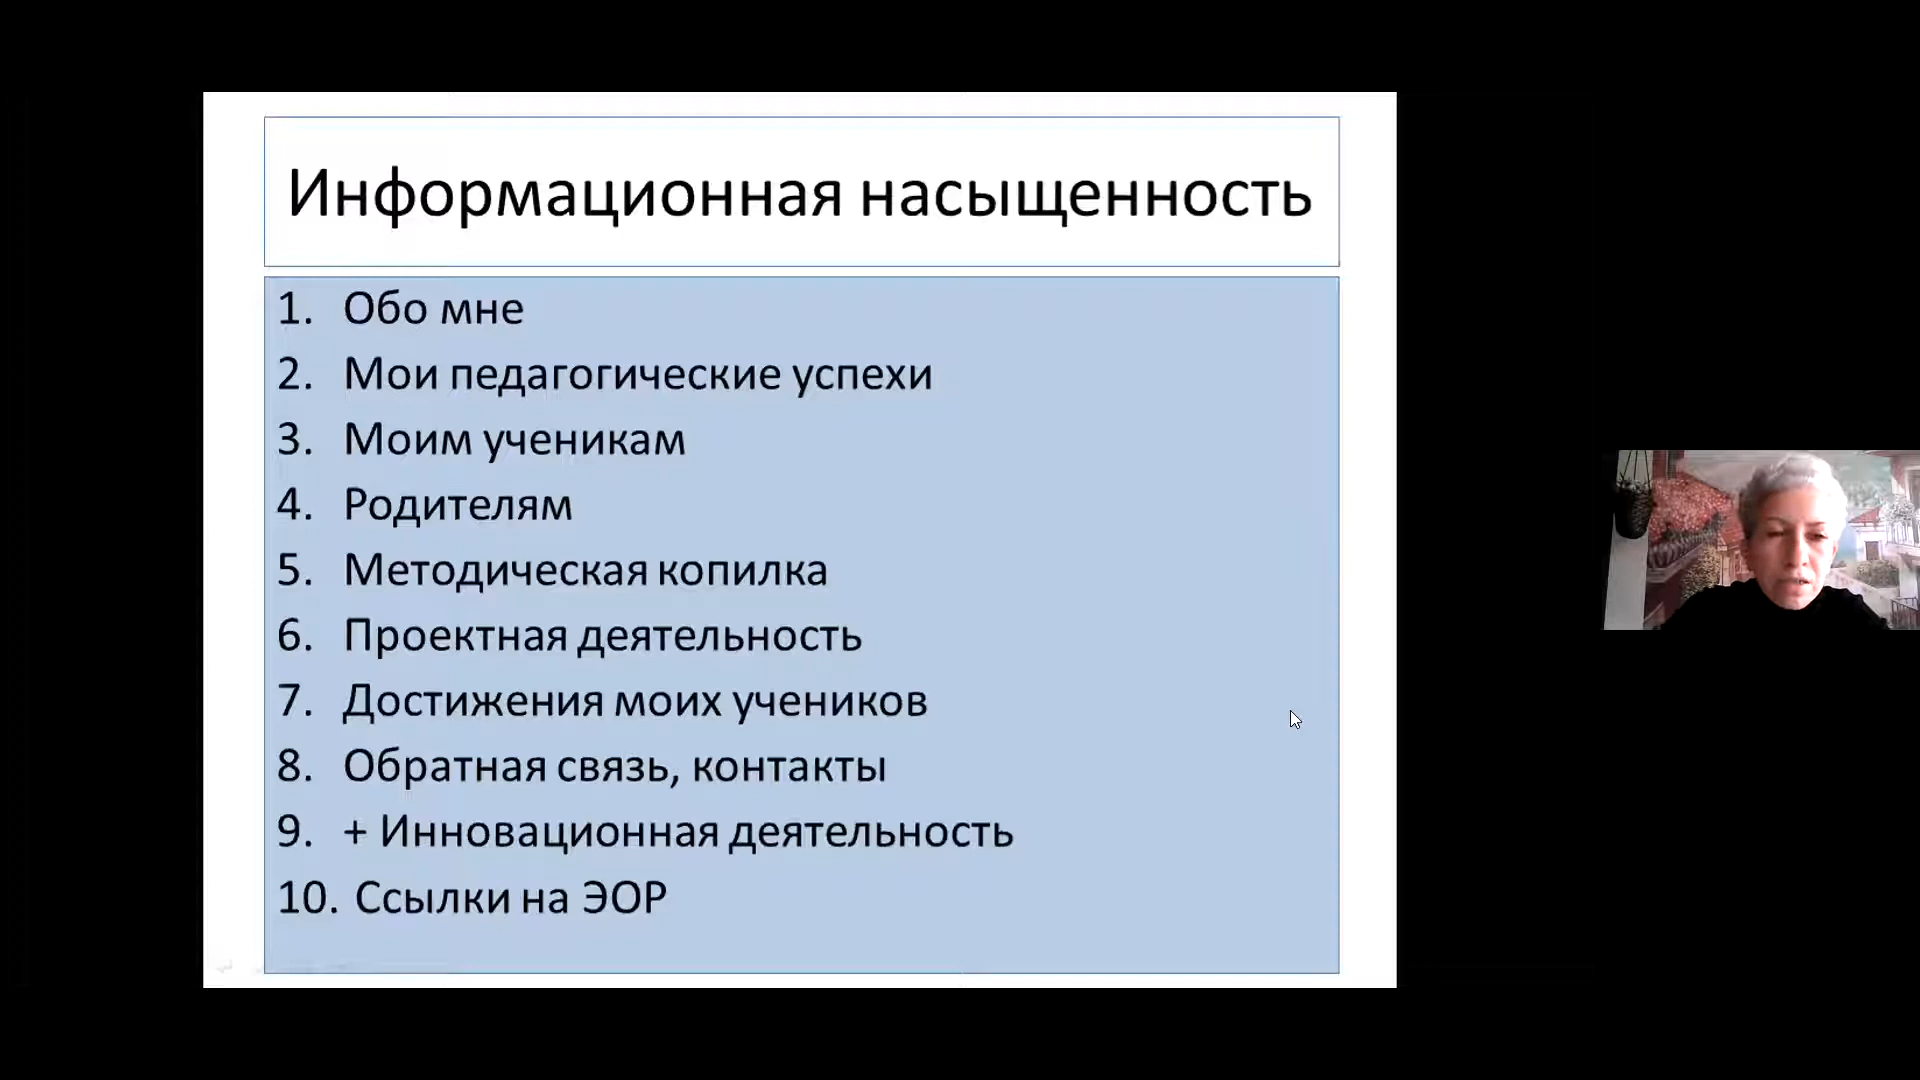 Информационная насыщенность
1. Обо мне
2. Мои педагогические успехи
3. Моим ученикам
4. Родителям
5. Методическая копилка
6. Проектная деятельность
7. Достижения моих учеников
8. Обратная связь, контакты
9. + Инновационная деятельность
10. Ссылки на ЭОР